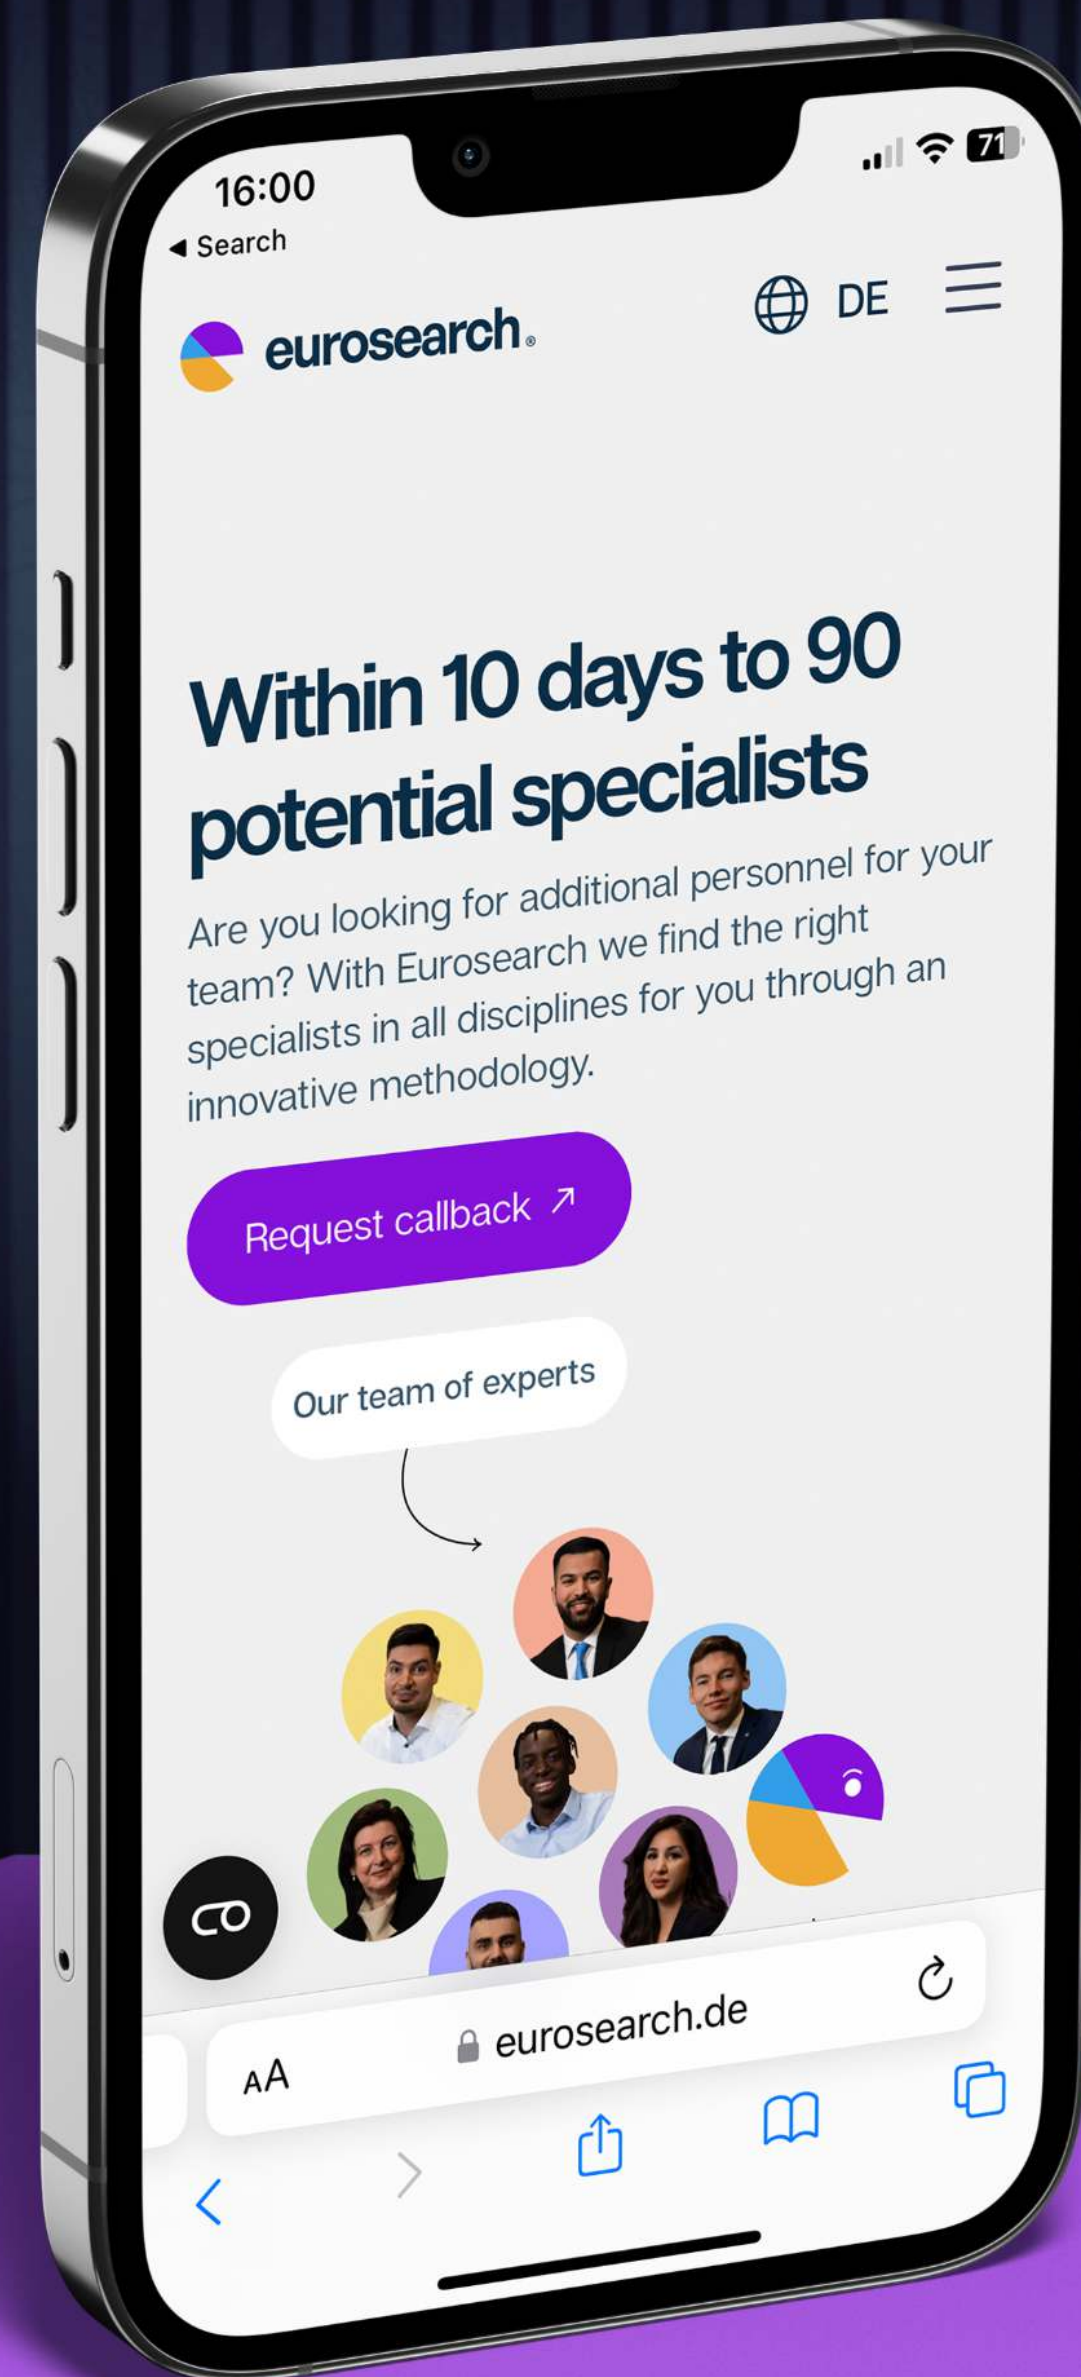 16:00
71
◀ Search
eurosearch®
DE
Within 10 days to 90
potential specialists
Are you looking for additional personnel for your
team? With Eurosearch we find the right
specialists in all disciplines for you through an
innovative methodology.
Request callback ↗
Our team of experts
co
AA
eurosearch.de